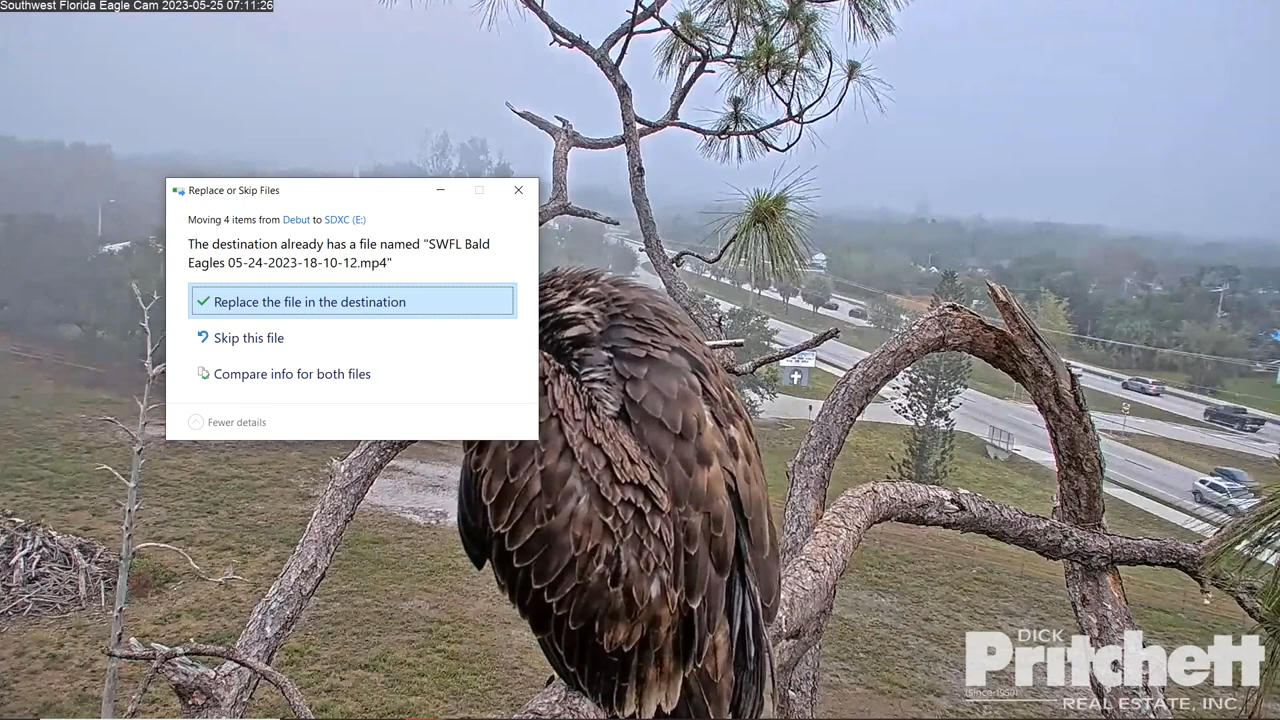 Southwest Florida Eagle Cam 2023-05-25 07:11:26
Replace or Skip Files
Moving 4 items from Debut to SDXC (E:)
The destination already has a file named "SWFL Bald
Eagles 05-24-2023-18-10-12.mp4"
Replace the file in the destination
Skip this file
Compare info for both files
Fewer details
DICK
Pritchett
(since 1950)
REAL ESTATE, INC.